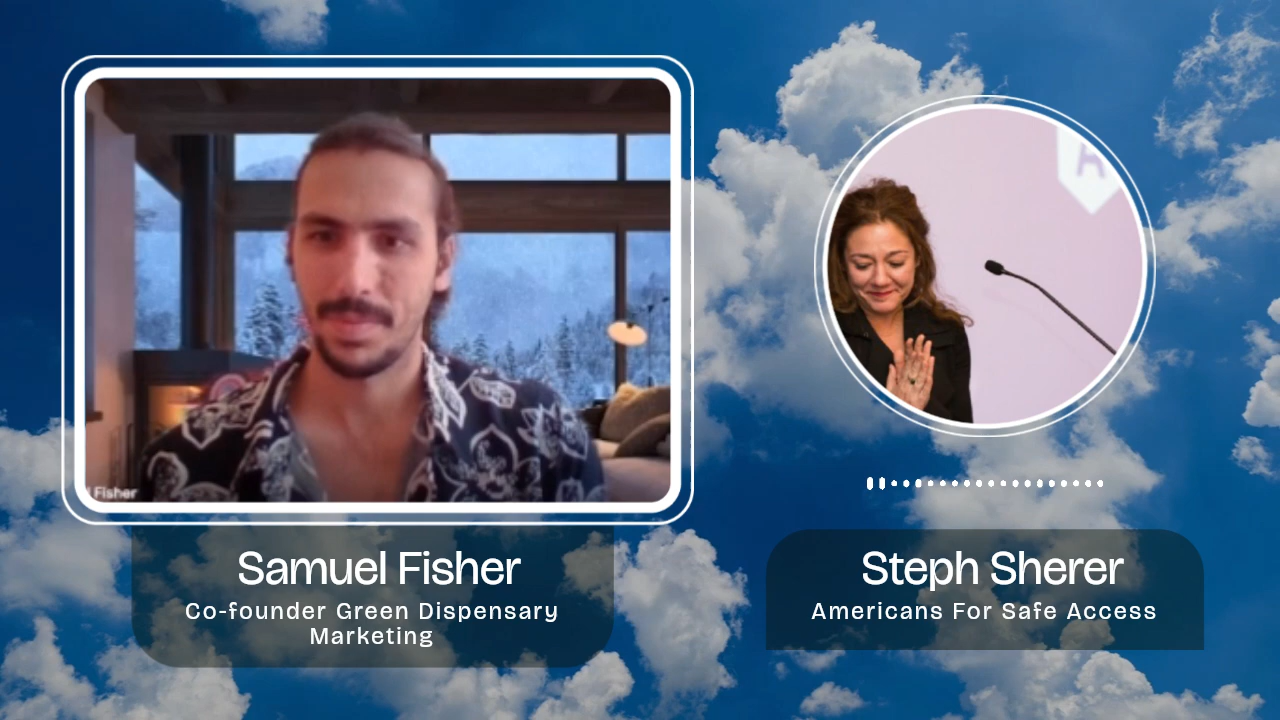 Fisher
Samuel Fisher
Co-founder Green Dispensary
Marketing
H
Steph Sherer
Americans For Safe Access